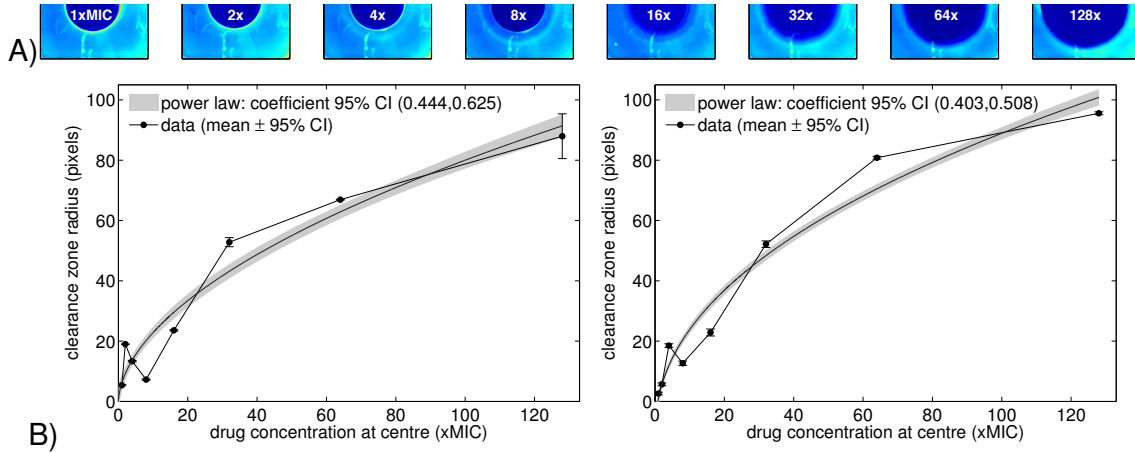 1xMIC 2x 4x 8x 16x 32x 64x 128x
A)
100
80
60
40
20
0
clearance zone radius (pixels)
power law: coefficient 95% CI (0.444,0.625)
data (mean ± 95% CI)
0 20 40 60 80 100 120
drug concentration at centre (xMIC)
100
80
60
40
20
0
clearance zone radius (pixels)
power law: coefficient 95% CI (0.403,0.508)
data (mean ± 95% CI)
0 20 40 60 80 100 120
drug concentration at centre (xMIC)
B)